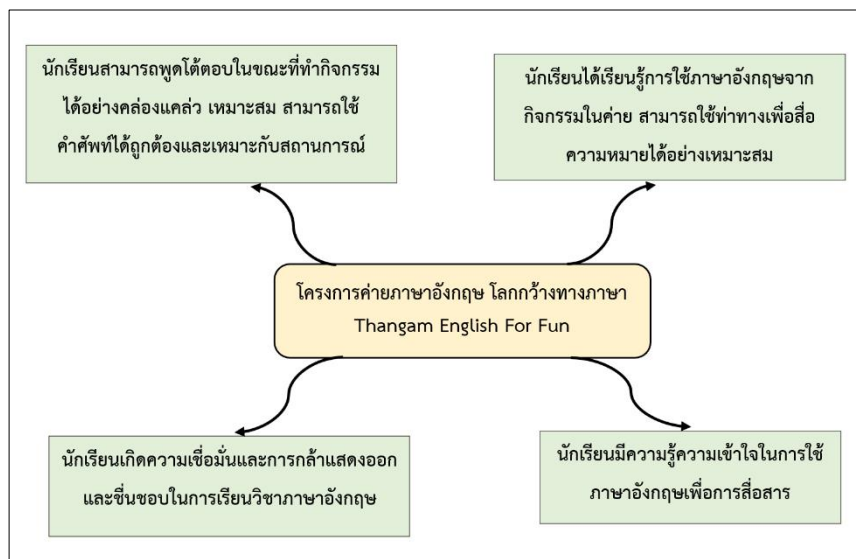 นักเรียนสามารถพูดโต้ตอบในขณะที่ทำกิจกรรม
ได้อย่างคล่องแคล่ว เหมาะสม สามารถใช้
คำศัพท์ได้ถูกต้องและเหมาะกับสถานการณ์
นักเรียนได้เรียนรู้การใช้ภาษาอังกฤษจาก
กิจกรรมในค่าย สามารถใช้ท่าทางเพื่อสื่อ
ความหมายได้อย่างเหมาะสม
โครงการค่ายภาษาอังกฤษ โลกกว้างทางภาษา
Thangam English For Fun
นักเรียนเกิดความเชื่อมั่นและการกล้าแสดงออก
และชื่นชอบในการเรียนวิชาภาษาอังกฤษ
นักเรียนมีความรู้ความเข้าใจในการใช้
ภาษาอังกฤษเพื่อการสื่อสาร